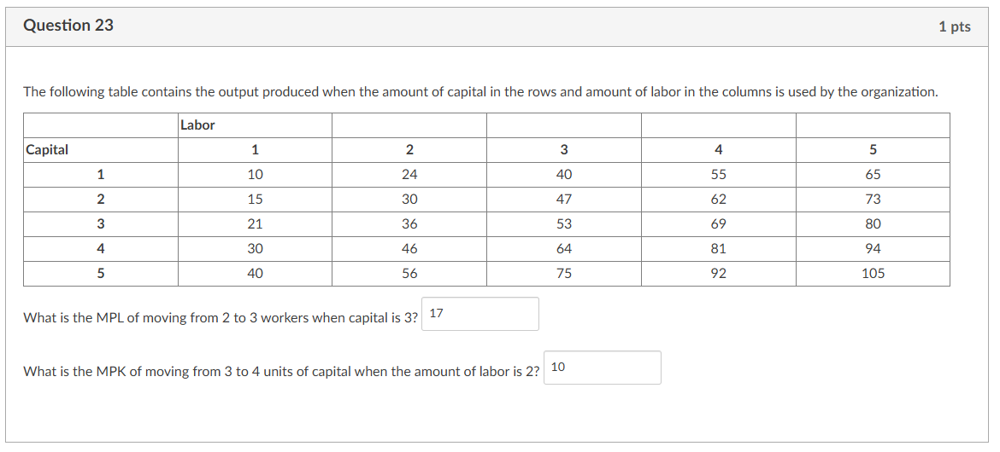 Question 23 1 pts
The following table contains the output produced when the amount of capital in the rows and amount of labor in the columns is used by the organization.
Labor
Capital 1 2 3 4 5
1 10 24 40 55 65
2 15 30 47 62 73
3 21 36 53 69 80
4 30 46 64 81 94
5 40 56 75 92 105
What is the MPL of moving from 2 to 3 workers when capital is 3? 17
What is the MPK of moving from 3 to 4 units of capital when the amount of labor is 2? 10